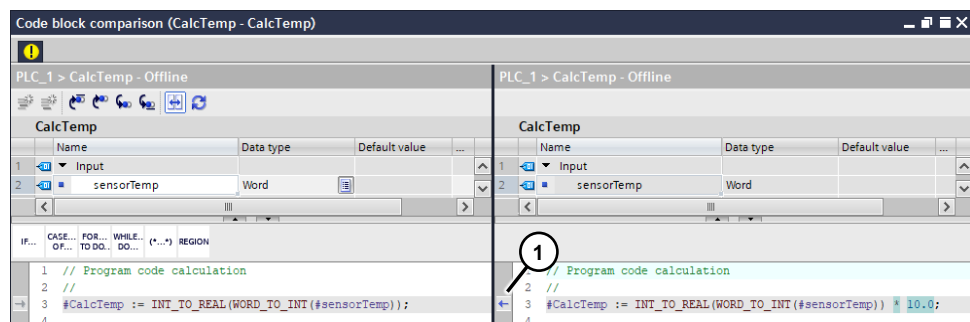 Code block comparison (CalcTemp - CalcTemp)
PLC_1 > CalcTemp - Offline
CalcTemp
Name Data type Default value ...
1 Input
2 sensorTemp Word
IF... CASE... OF... FOR... TO DO.. WHILE.. DO... (*...*) REGION
1 // Program code calculation
2 //
3 #CalcTemp := INT_TO_REAL(WORD_TO_INT(#sensorTemp));
4
PLC_1 > CalcTemp - Offline
CalcTemp
Name Data type Default value ...
1 Input
2 sensorTemp Word
1
// Program code calculation
2 //
3 #CalcTemp := INT_TO_REAL(WORD_TO_INT(#sensorTemp)) * 10.0;
4